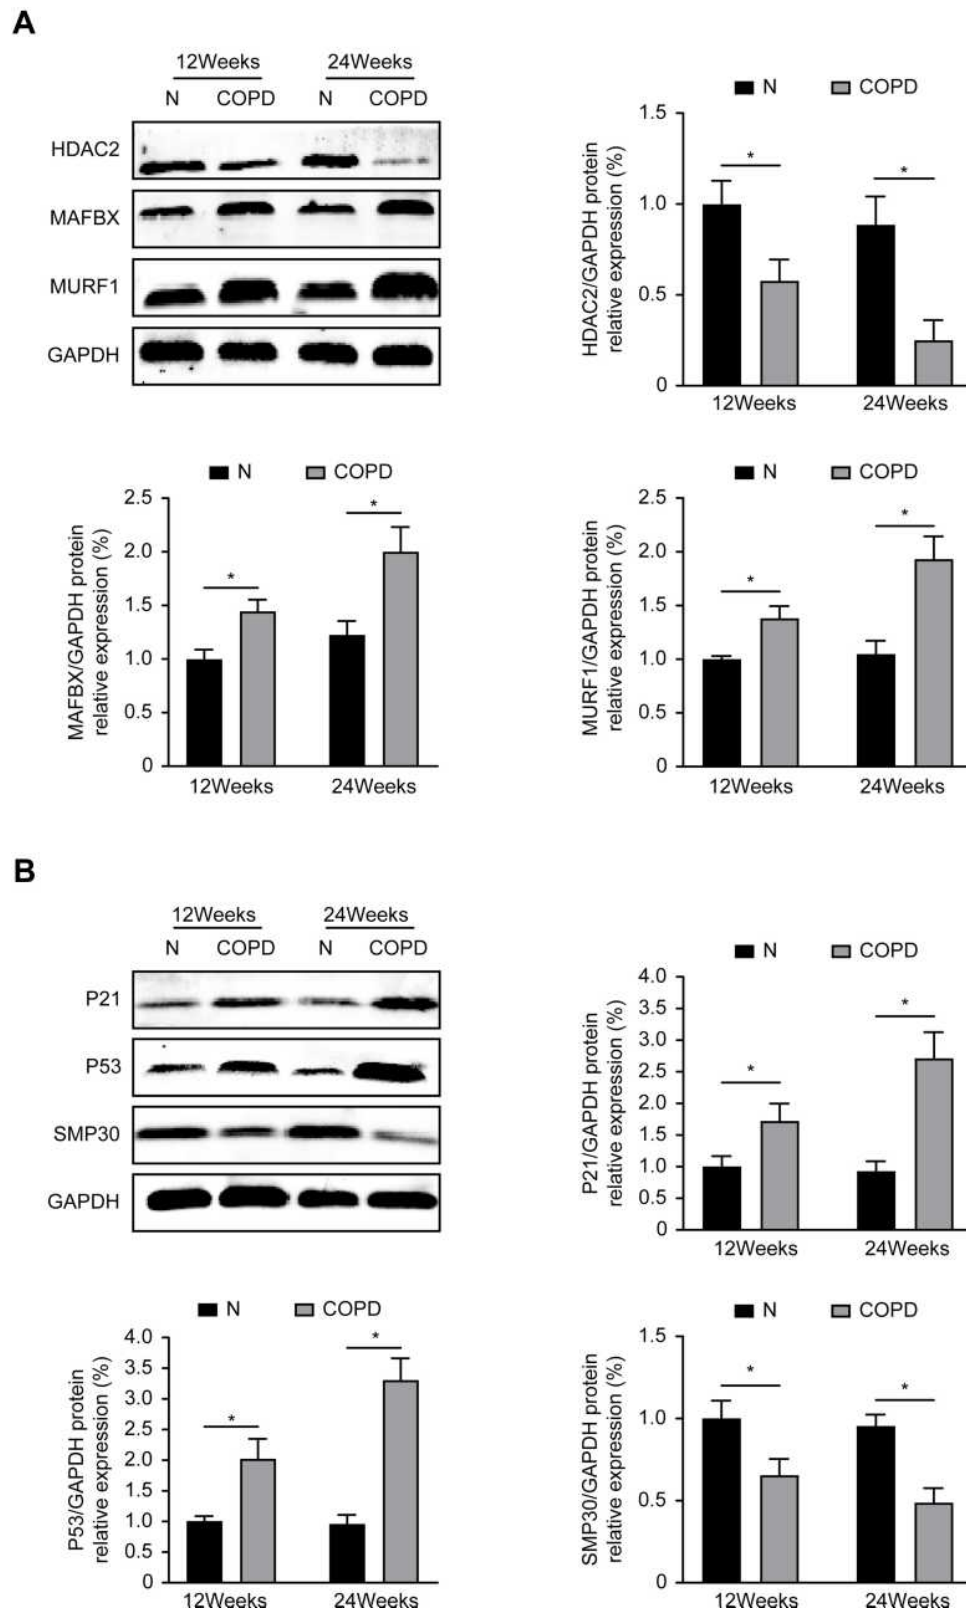 A
12Weeks 24Weeks
N COPD N COPD
HDAC2
MAFBX
MURF1
GAPDH
N COPD
HDAC2/GAPDH protein
relative expression (%)
1.5
1.0
0.5
0
* *
12Weeks 24Weeks
N COPD
MAFBX/GAPDH protein
relative expression (%)
2.5
2.0
1.5
1.0
0.5
0
* *
12Weeks 24Weeks
N COPD
MURF1/GAPDH protein
relative expression (%)
2.5
2.0
1.5
1.0
0.5
0
* *
12Weeks 24Weeks
B
12Weeks 24Weeks
N COPD N COPD
P21
P53
SMP30
GAPDH
N COPD
P21/GAPDH protein
relative expression (%)
4.0
3.5
3.0
2.5
2.0
1.5
1.0
0.5
0
* *
12Weeks 24Weeks
N COPD
P53/GAPDH protein
relative expression (%)
4.0
3.5
3.0
2.5
2.0
1.5
1.0
0.5
0
* *
12Weeks 24Weeks
N COPD
SMP30/GAPDH protein
relative expression (%)
1.5
1.0
0.5
0
* *
12Weeks 24Weeks